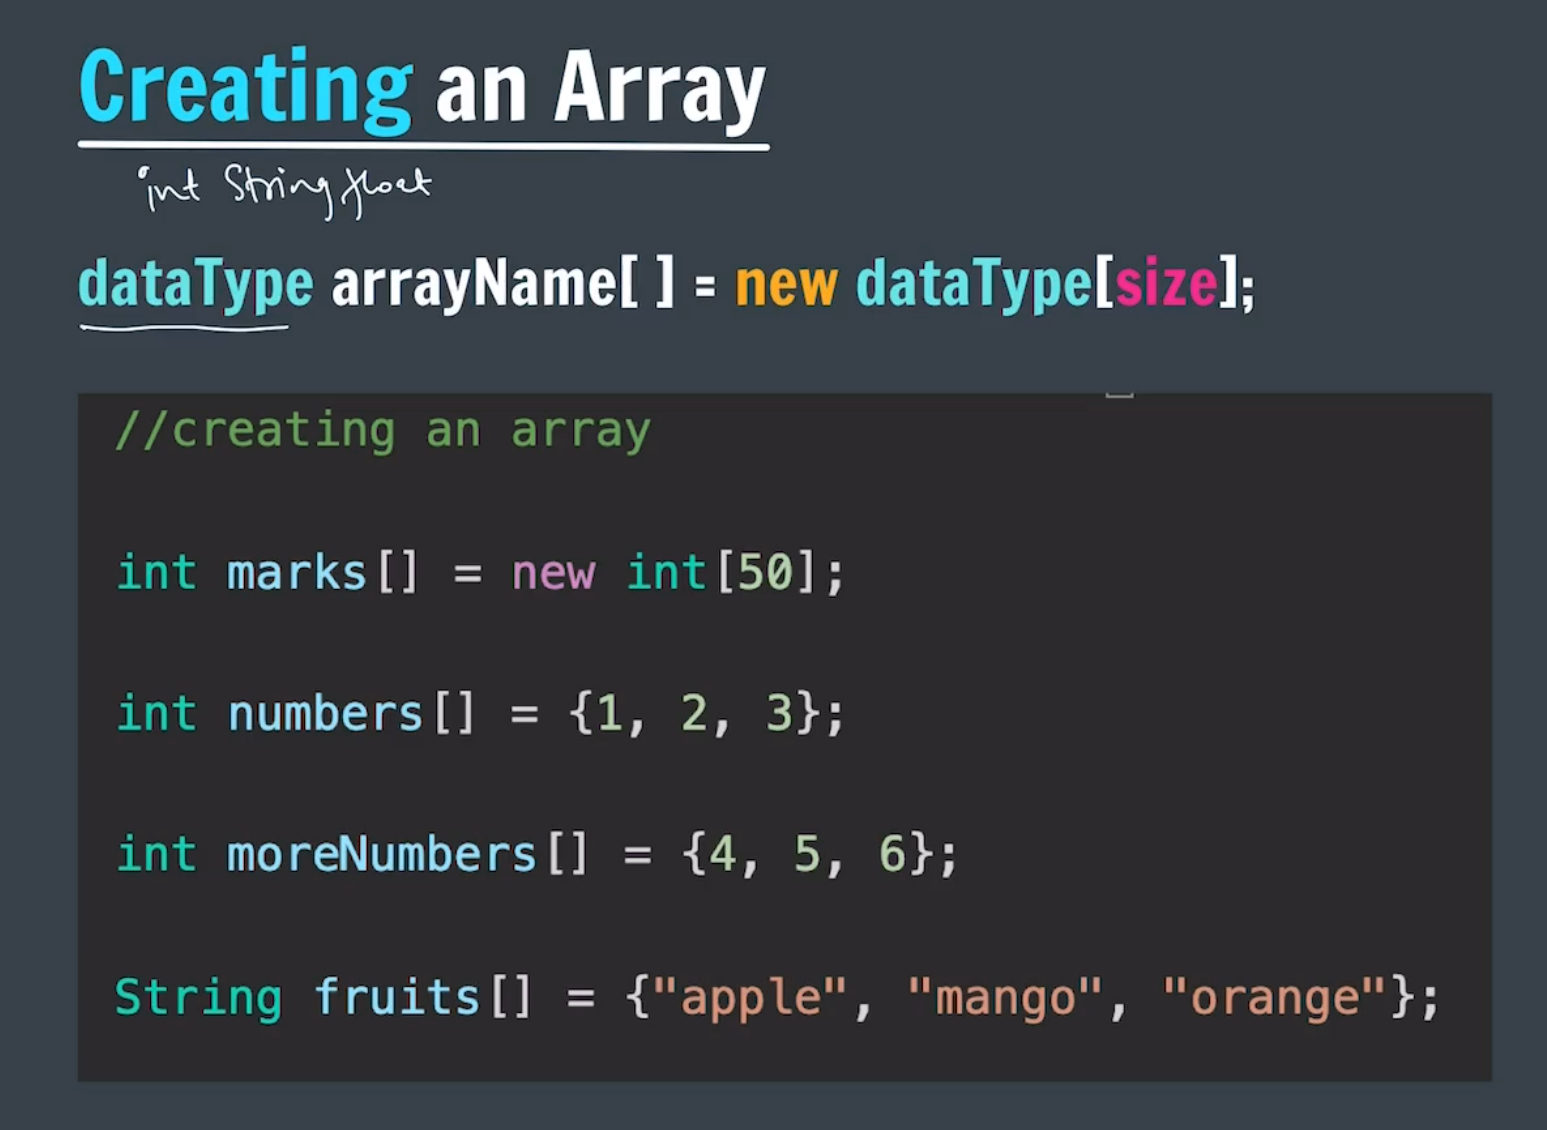 Creating an Array
int String float
dataType arrayName[ ] = new dataType[size];
//creating an array
int marks[] = new int[50];
int numbers[] = {1, 2, 3};
int moreNumbers[] = {4, 5, 6};
String fruits[] = {"apple", "mango", "orange"};